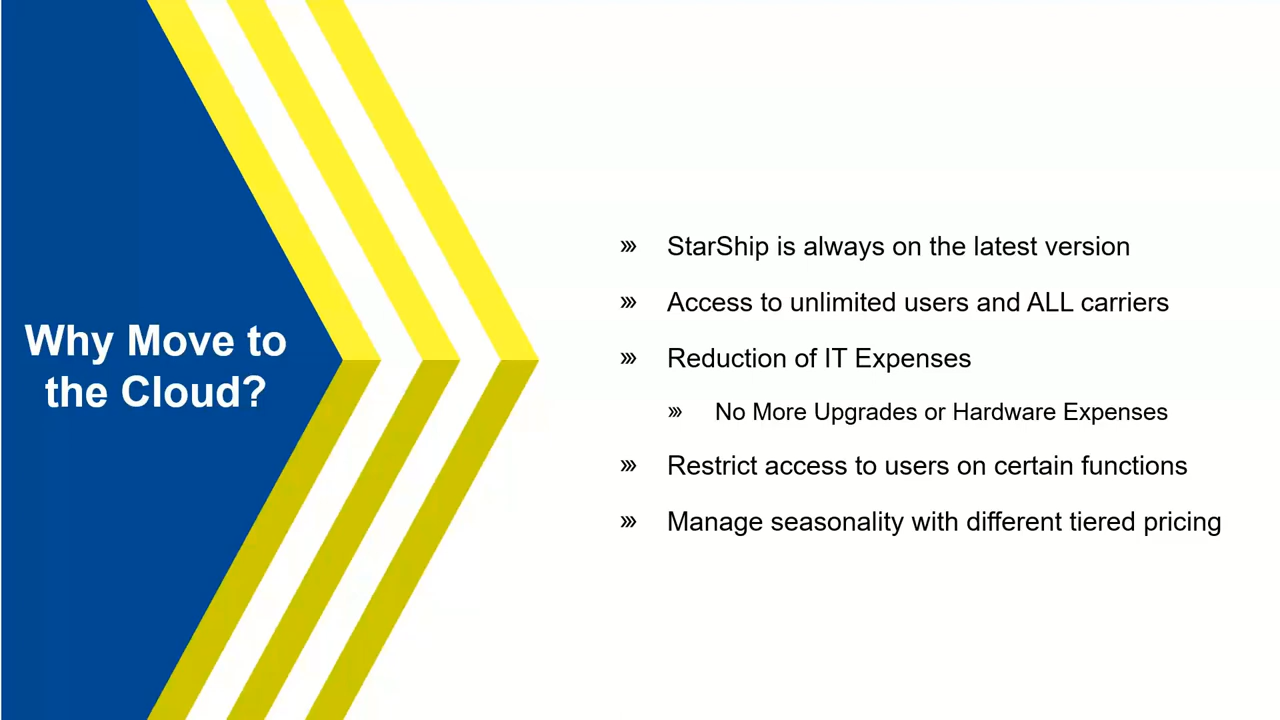 Why Move to
the Cloud?
» StarShip is always on the latest version
» Access to unlimited users and ALL carriers
» Reduction of IT Expenses
» No More Upgrades or Hardware Expenses
» Restrict access to users on certain functions
» Manage seasonality with different tiered pricing